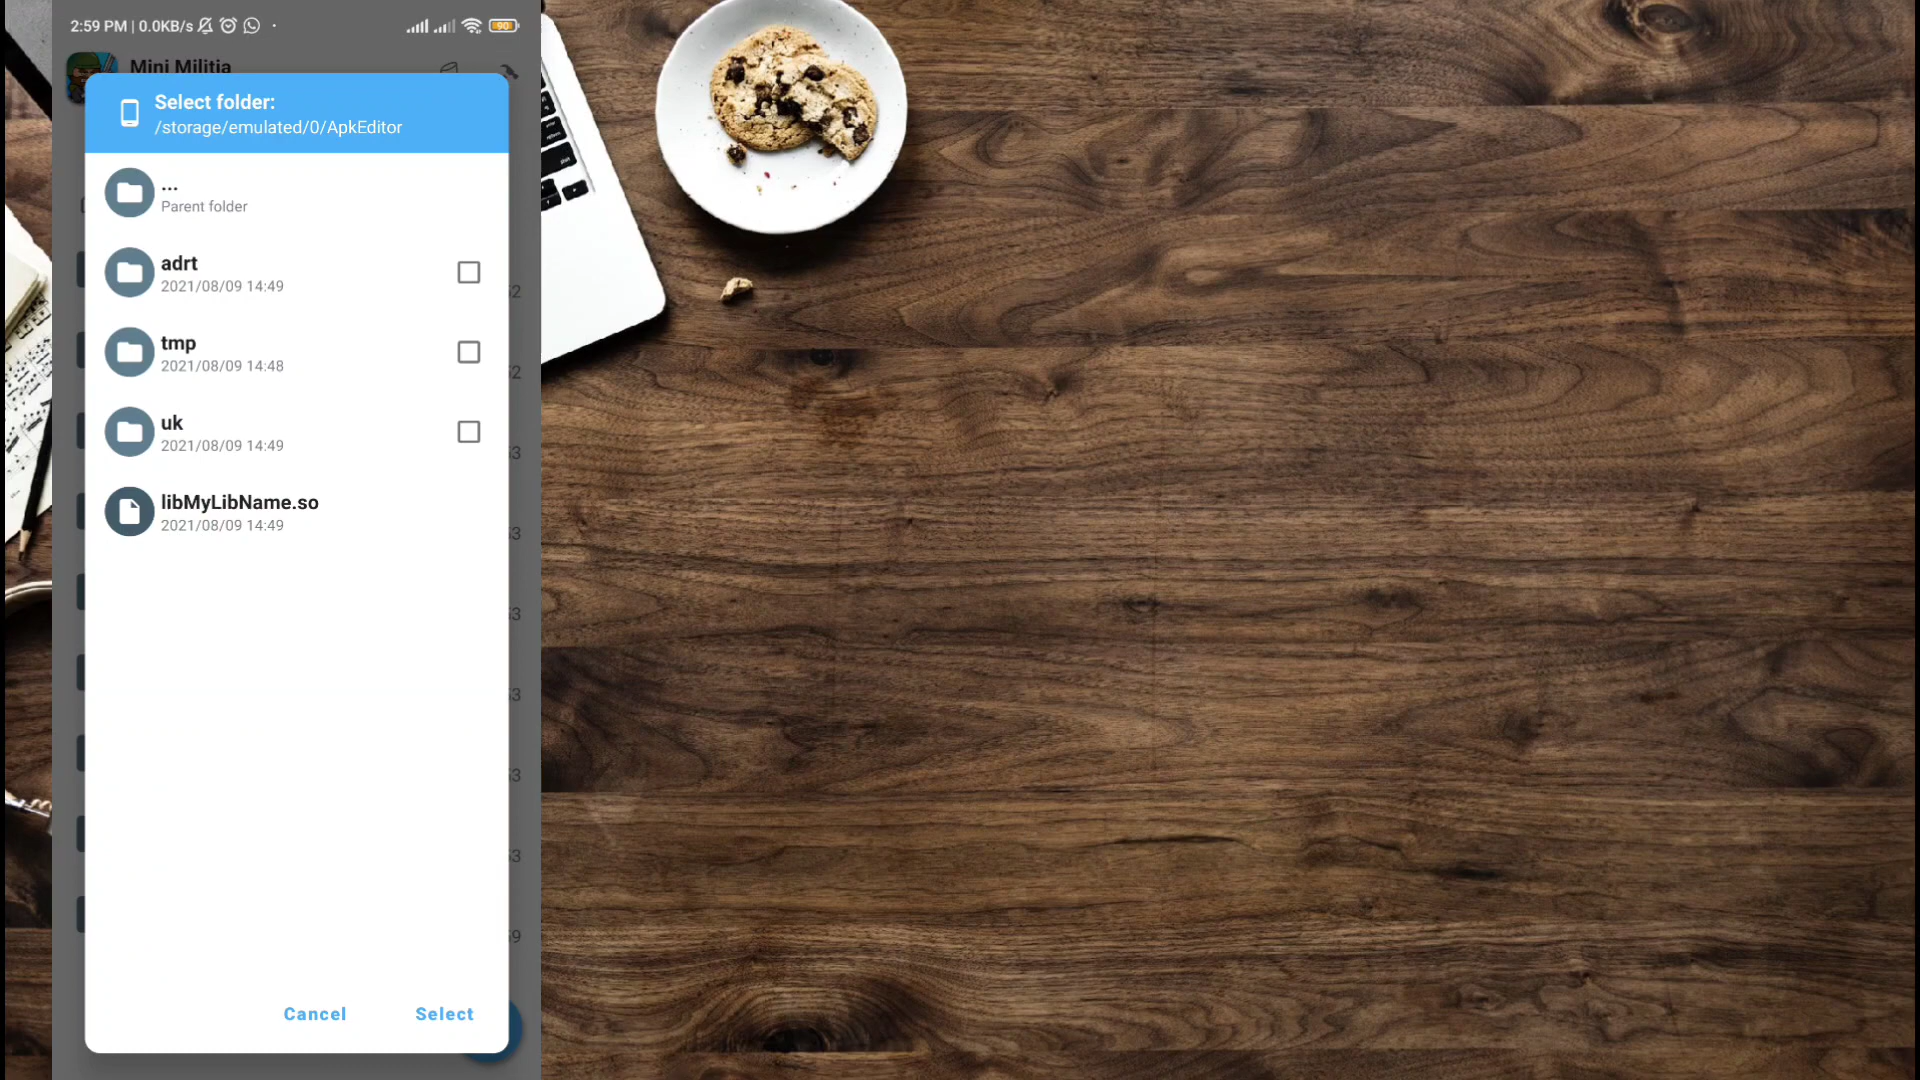 2:59 PM | 0.0KB/s
90
Mini Militia
Select folder:
/storage/emulated/0/ApkEditor
...
Parent folder
adrt
2021/08/09 14:49
tmp
2021/08/09 14:48
uk
2021/08/09 14:49
libMyLibName.so
2021/08/09 14:49
Cancel
Select